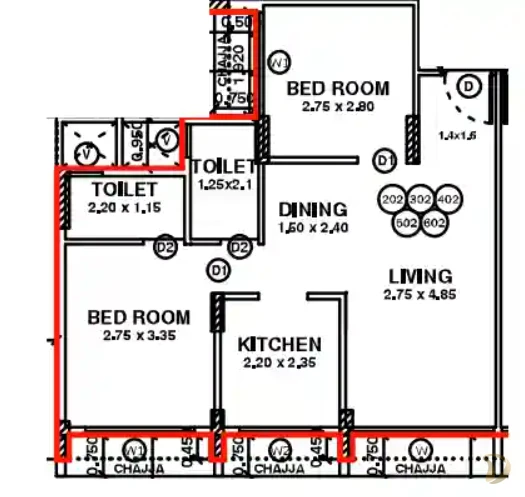 0.50
CHAJJA
1.920
0.750
W1
BED ROOM
2.75 x 2.80
D
1.4x1.6
V
0.950
V
TOILET
1.25x2.1
D1
TOILET
2.20 x 1.15
202 302 402
502 602
DINING
1.50 x 2.40
D2
D2
D1
LIVING
2.75 x 4.85
BED ROOM
2.75 x 3.35
KITCHEN
2.20 x 2.35
0.750
W1
0.45
0.750
W2
0.45
0.750
W
CHAJJA
CHAJJA
CHAJJA